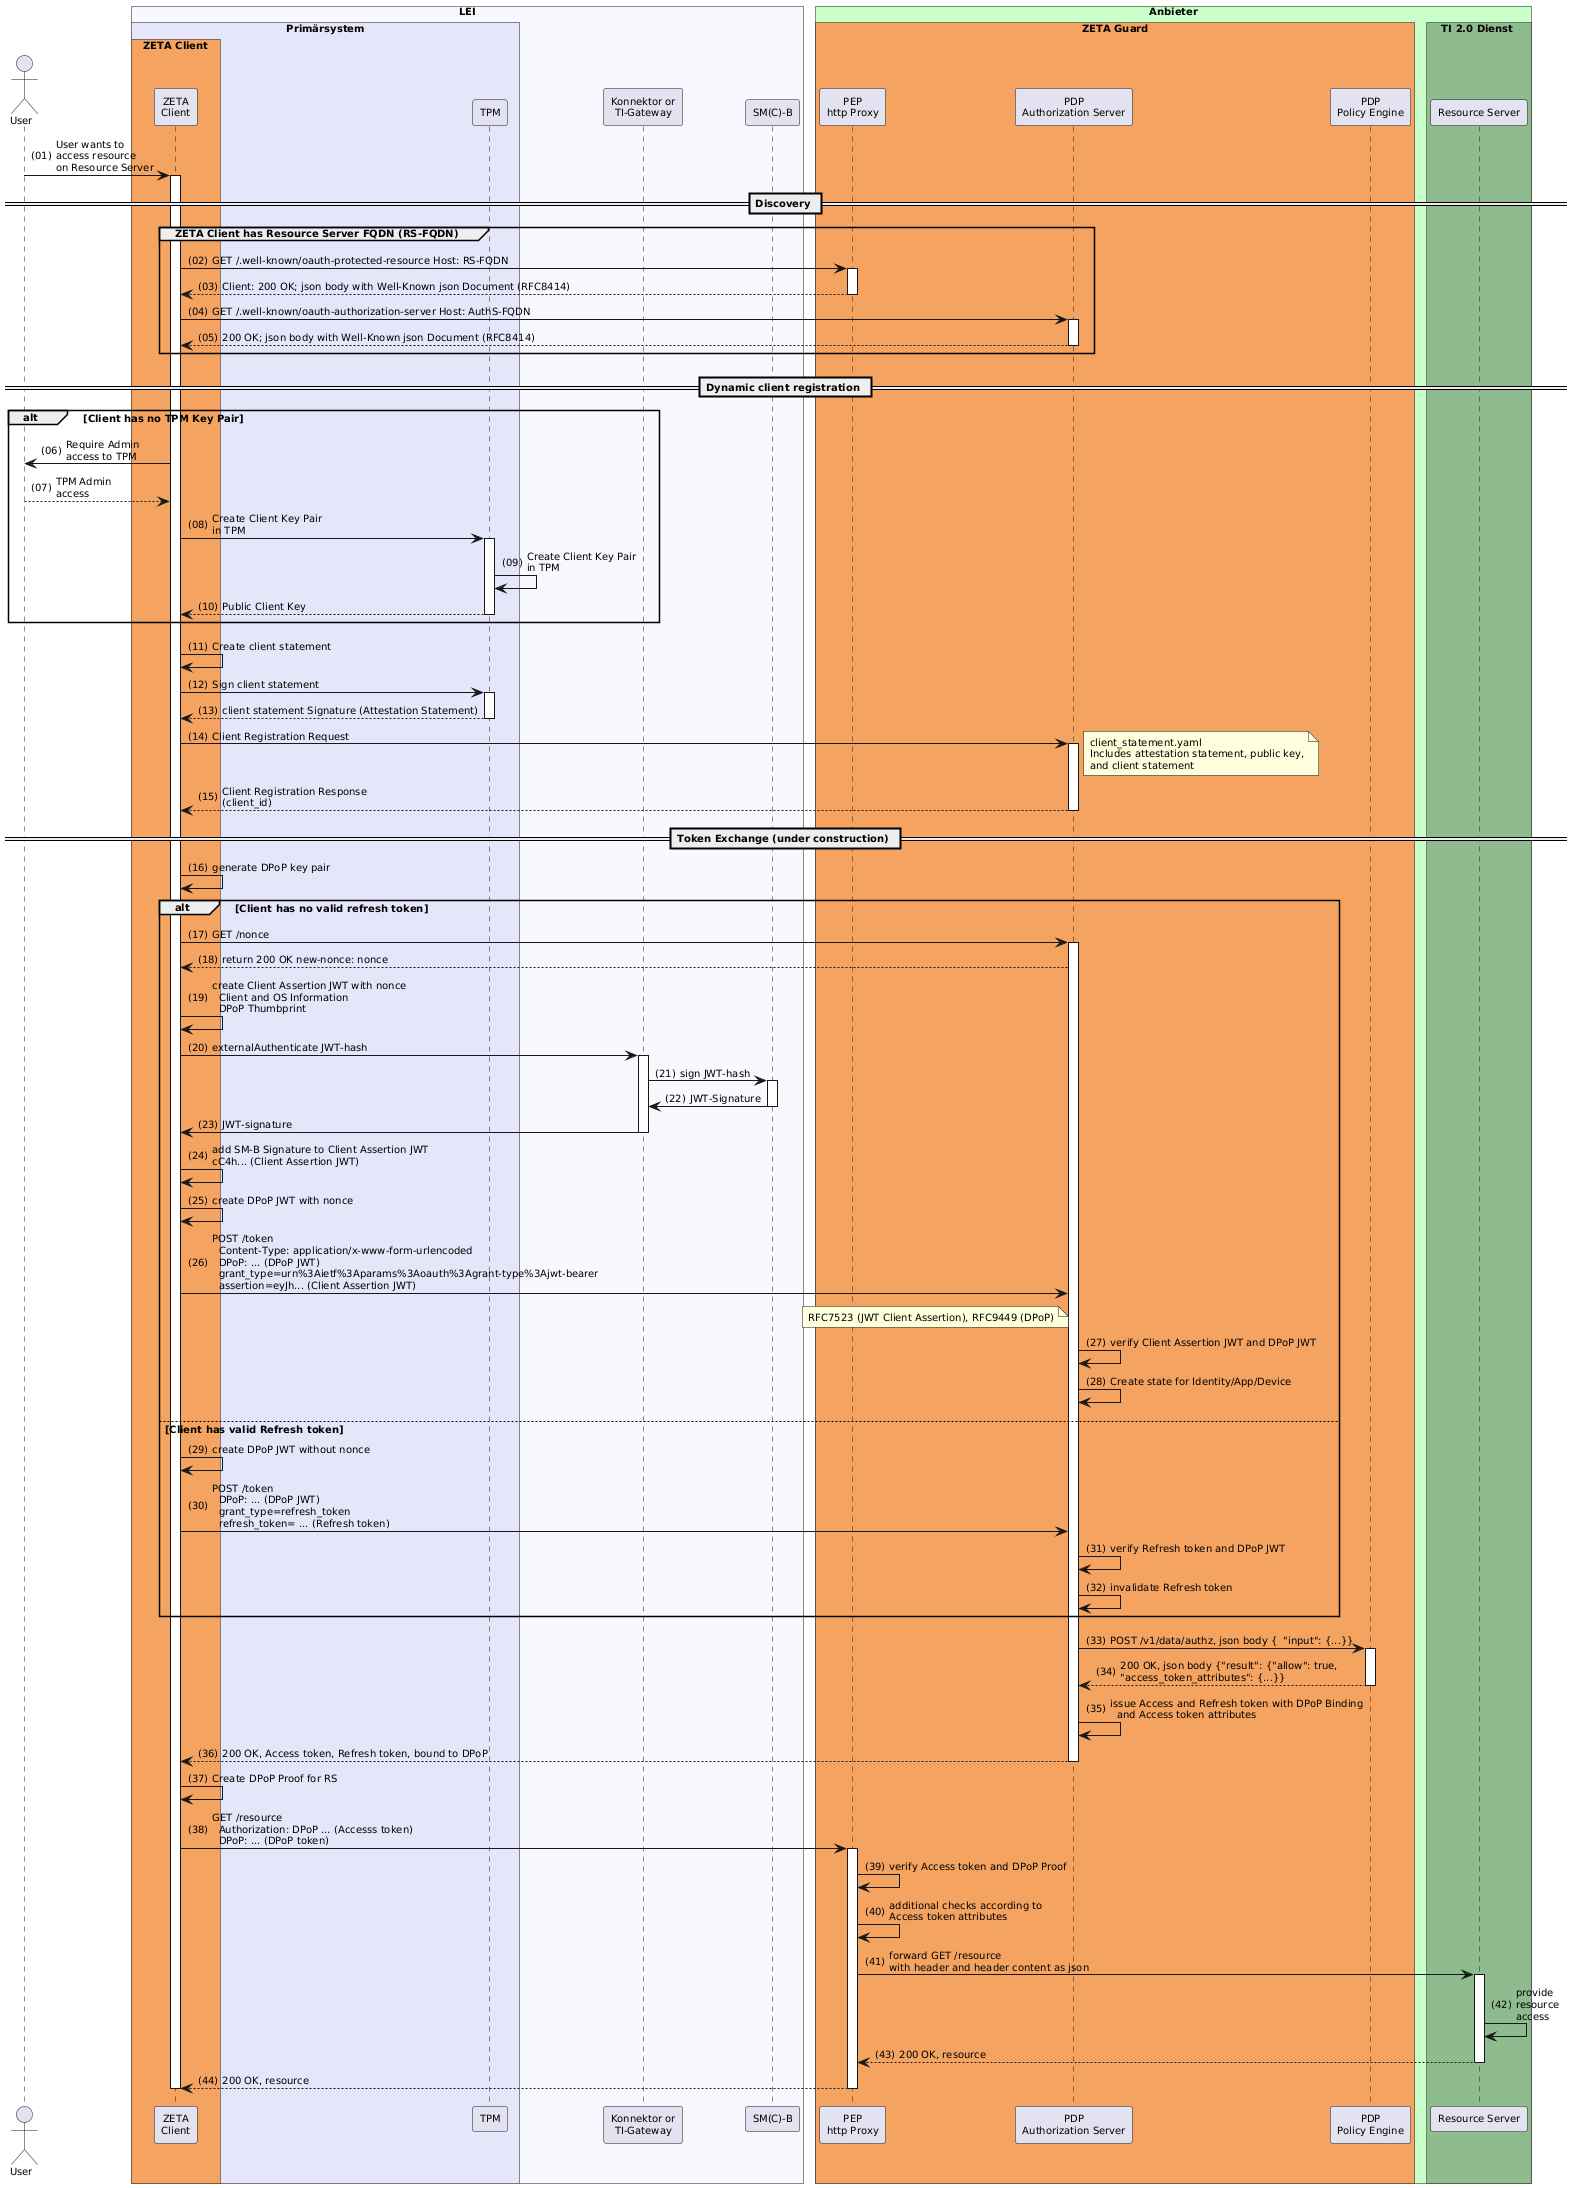 LEI
Anbieter
Primärsystem
ZETA Guard
TI 2.0 Dienst
ZETA Client
User
ZETA
Client
TPM
Konnektor or
TI-Gateway
SM(C)-B
PEP
http Proxy
PDP
Authorization Server
PDP
Policy Engine
Resource Server
(01) User wants to
access resource
on Resource Server
Discovery
ZETA Client has Resource Server FQDN (RS-FQDN)
(02) GET /.well-known/oauth-protected-resource Host: RS-FQDN
(03) Client: 200 OK; json body with Well-Known json Document (RFC8414)
(04) GET /.well-known/oauth-authorization-server Host: AuthS-FQDN
(05) 200 OK; json body with Well-Known json Document (RFC8414)
Dynamic client registration
alt [Client has no TPM Key Pair]
(06) Require Admin
access to TPM
(07) TPM Admin
access
(08) Create Client Key Pair
in TPM
(09) Create Client Key Pair
in TPM
(10) Public Client Key
(11) Create client statement
(12) Sign client statement
(13) client statement Signature (Attestation Statement)
(14) Client Registration Request
client_statement.yaml
Includes attestation statement, public key,
and client statement
(15) Client Registration Response
(client_id)
Token Exchange (under construction)
(16) generate DPoP key pair
alt [Client has no valid refresh token]
(17) GET /nonce
(18) return 200 OK new-nonce: nonce
(19) create Client Assertion JWT with nonce
Client and OS Information
DPoP Thumbprint
(20) externalAuthenticate JWT-hash
(21) sign JWT-hash
(22) JWT-Signature
(23) JWT-signature
(24) add SM-B Signature to Client Assertion JWT
cC4h... (Client Assertion JWT)
(25) create DPoP JWT with nonce
(26) POST /token
Content-Type: application/x-www-form-urlencoded
DPoP: ... (DPoP JWT)
grant_type=urn%3Aietf%3Aparams%3Aoauth%3Agrant-type%3Ajwt-bearer
assertion=eyJh... (Client Assertion JWT)
RFC7523 (JWT Client Assertion), RFC9449 (DPoP)
(27) verify Client Assertion JWT and DPoP JWT
(28) Create state for Identity/App/Device
[Client has valid Refresh token]
(29) create DPoP JWT without nonce
(30) POST /token
DPoP: ... (DPoP JWT)
grant_type=refresh_token
refresh_token= ... (Refresh token)
(31) verify Refresh token and DPoP JWT
(32) invalidate Refresh token
(33) POST /v1/data/authz, json body { "input": {...}}
(34) 200 OK, json body {"result": {"allow": true,
"access_token_attributes": {...}}
(35) issue Access and Refresh token with DPoP Binding
and Access token attributes
(36) 200 OK, Access token, Refresh token, bound to DPoP
(37) Create DPoP Proof for RS
(38) GET /resource
Authorization: DPoP ... (Accesss token)
DPoP: ... (DPoP token)
(39) verify Access token and DPoP Proof
(40) additional checks according to
Access token attributes
(41) forward GET /resource
with header and header content as json
(42) provide
resource
access
(43) 200 OK, resource
(44) 200 OK, resource
User
ZETA
Client
TPM
Konnektor or
TI-Gateway
SM(C)-B
PEP
http Proxy
PDP
Authorization Server
PDP
Policy Engine
Resource Server